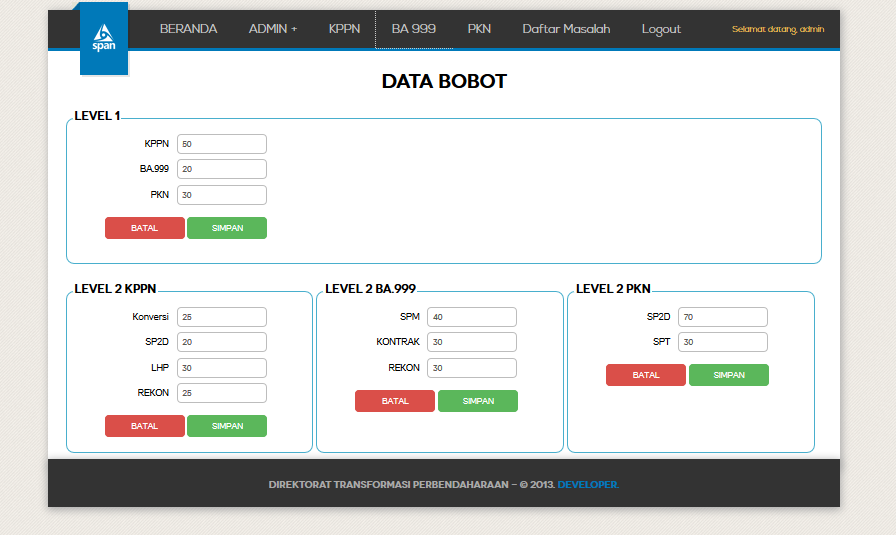 span
BERANDA ADMIN + KPPN BA 999 PKN Daftar Masalah Logout Selamat datang, admin
DATA BOBOT
LEVEL 1
KPPN 50
BA.999 20
PKN 30
BATAL SIMPAN
LEVEL 2 KPPN
Konversi 25
SP2D 20
LHP 30
REKON 25
BATAL SIMPAN
LEVEL 2 BA.999
SPM 40
KONTRAK 30
REKON 30
BATAL SIMPAN
LEVEL 2 PKN
SP2D 70
SPT 30
BATAL SIMPAN
DIREKTORAT TRANSFORMASI PERBENDAHARAAN – © 2013. DEVELOPER.